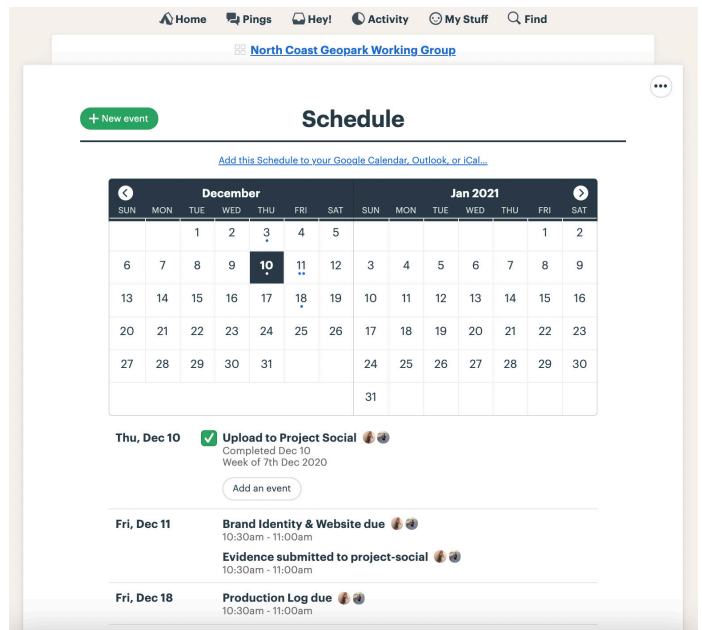 Home Pings Hey! Activity My Stuff Find
North Coast Geopark Working Group
+ New event
Schedule
Add this Schedule to your Google Calendar, Outlook, or iCal...
December
Jan 2021
SUN MON TUE WED THU FRI SAT SUN MON TUE WED THU FRI SAT
1 2 3 4 5 1 2
6 7 8 9 10 11 12 3 4 5 6 7 8 9
13 14 15 16 17 18 19 10 11 12 13 14 15 16
20 21 22 23 24 25 26 17 18 19 20 21 22 23
27 28 29 30 31 24 25 26 27 28 29 30
31
Thu, Dec 10 Upload to Project Social
Completed Dec 10
Week of 7th Dec 2020
Add an event
Fri, Dec 11 Brand Identity & Website due
10:30am - 11:00am
Evidence submitted to project-social
10:30am - 11:00am
Fri, Dec 18 Production Log due
10:30am - 11:00am